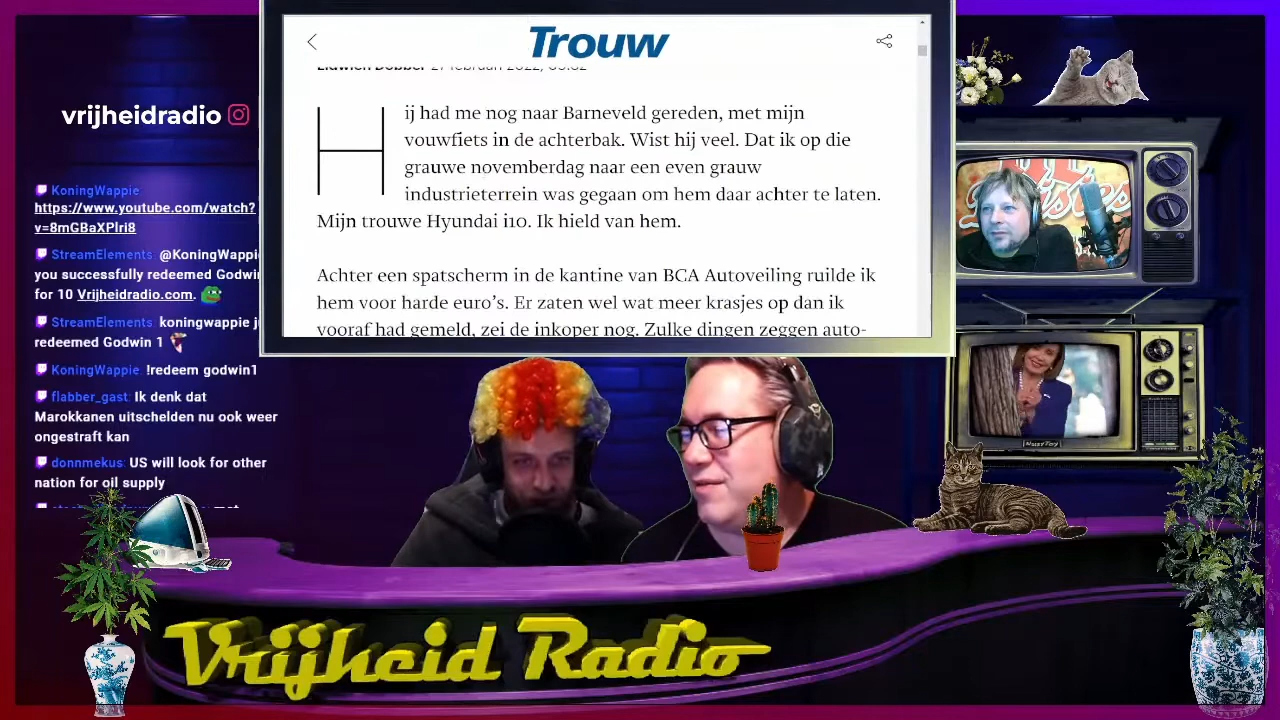 Trouw
vrijheidradio
ij had me nog naar Barneveld gereden, met mijn
H
vouwfiets in de achterbak. Wist hij veel. Dat ik op die
grauwe novemberdag naar een even grauw
industrieterrein was gegaan om hem daar achter te laten.
Mijn trouwe Hyundai i10. Ik hield van hem.
Achter een spatscherm in de kantine van BCA Autoveiling ruilde ik
hem voor harde euro's. Er zaten wel wat meer krasjes op dan ik
vooraf had gemeld, zei de inkoper nog. Zulke dingen zeggen auto-
KoningWappie
https://www.youtube.com/watch?
v=8mGBaXPlri8
StreamElements @KoningWappie
you successfully redeemed Godwi
for 10 Vrijheidradio.com.
StreamElements koningwappie j
redeemed Godwin 1
KoningWappie !redeem godwin1
flabber_gast Ik denk dat
Marokkanen uitschelden nu ook weer
ongestraft kan
donnmekus US will look for other
nation for oil supply
Vrijheid Radio